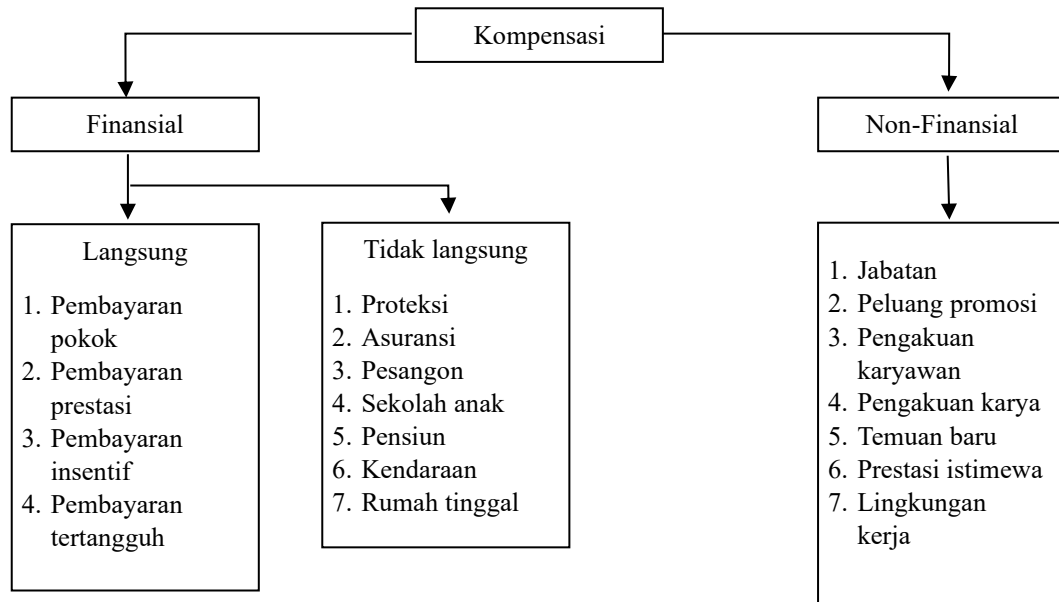 Kompensasi
Finansial
Non-Finansial
Langsung
1. Pembayaran
pokok
2. Pembayaran
prestasi
3. Pembayaran
insentif
4. Pembayaran
tertangguh
Tidak langsung
1. Proteksi
2. Asuransi
3. Pesangon
4. Sekolah anak
5. Pensiun
6. Kendaraan
7. Rumah tinggal
1. Jabatan
2. Peluang promosi
3. Pengakuan
karyawan
4. Pengakuan karya
5. Temuan baru
6. Prestasi istimewa
7. Lingkungan
kerja